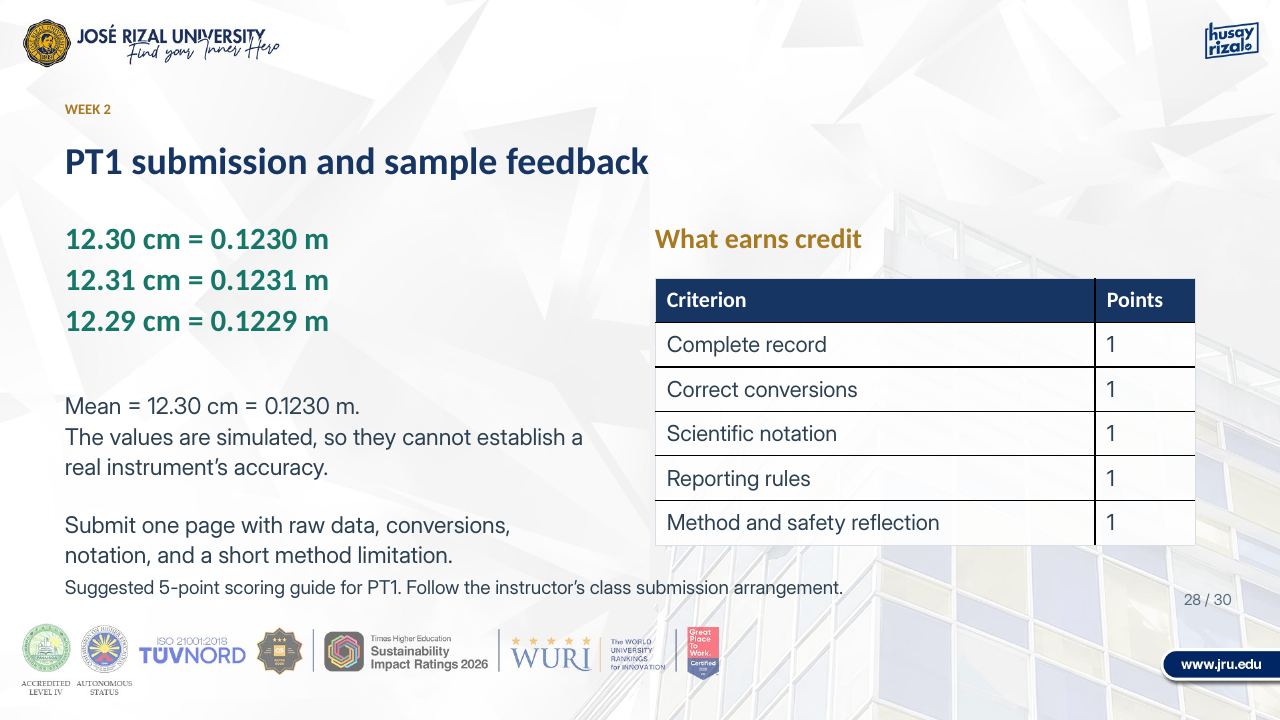 JOSÉ RIZAL UNIVERSITY
Find your Inner Hero
husay
rizal
WEEK 2
PT1 submission and sample feedback
12.30 cm = 0.1230 m
12.31 cm = 0.1231 m
12.29 cm = 0.1229 m
Mean = 12.30 cm = 0.1230 m.
The values are simulated, so they cannot establish a
real instrument’s accuracy.
Submit one page with raw data, conversions,
notation, and a short method limitation.
What earns credit
Criterion Points
Complete record 1
Correct conversions 1
Scientific notation 1
Reporting rules 1
Method and safety reflection 1
Suggested 5-point scoring guide for PT1. Follow the instructor’s class submission arrangement.
28 / 30
ACCREDITED
LEVEL IV
AUTONOMOUS
STATUS
ISO 21001:2018
TÜVNORD
Times Higher Education
Sustainability
Impact Ratings 2026
WURI
The WORLD
UNIVERSITY
RANKINGS
for INNOVATION
Great
Place
To
Work.
Certified
www.jru.edu